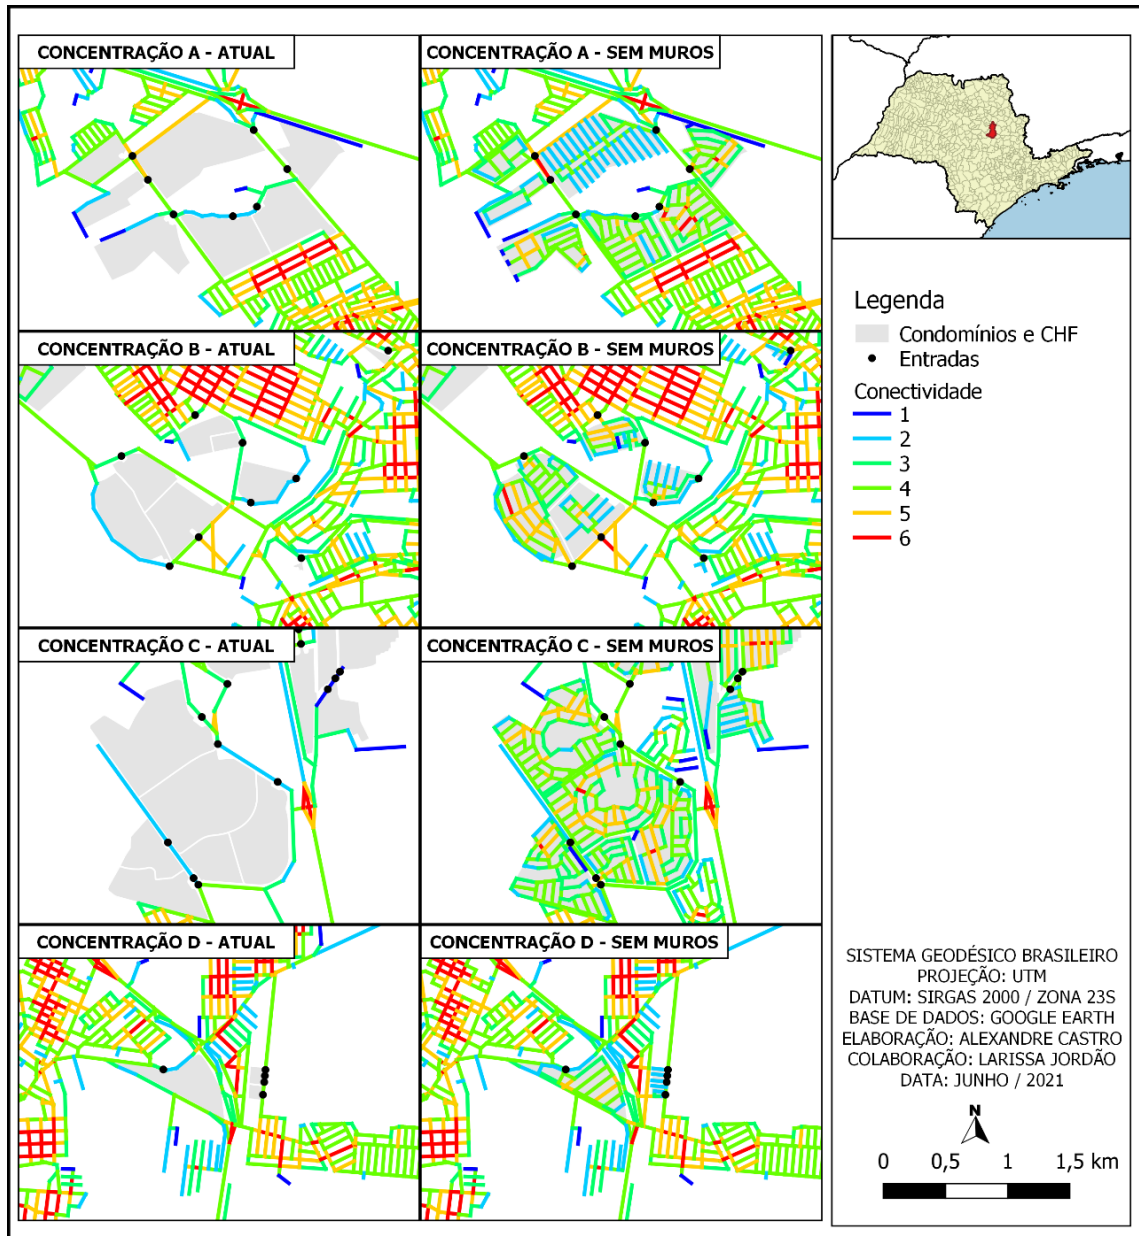 CONCENTRAÇÃO A - ATUAL
CONCENTRAÇÃO A - SEM MUROS
CONCENTRAÇÃO B - ATUAL
CONCENTRAÇÃO B - SEM MUROS
CONCENTRAÇÃO C - ATUAL
CONCENTRAÇÃO C - SEM MUROS
CONCENTRAÇÃO D - ATUAL
CONCENTRAÇÃO D - SEM MUROS
Legenda
Condomínios e CHF
Entradas
Conectividade
1
2
3
4
5
6
SISTEMA GEODÉSICO BRASILEIRO
PROJEÇÃO: UTM
DATUM: SIRGAS 2000 / ZONA 23S
BASE DE DADOS: GOOGLE EARTH
ELABORAÇÃO: ALEXANDRE CASTRO
COLABORAÇÃO: LARISSA JORDÃO
DATA: JUNHO / 2021
N
0 0,5 1 1,5 km